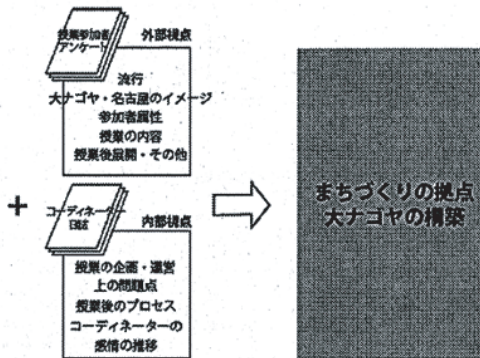 授業参加者
アンケート
外部視点
流行
大ナゴヤ・名古屋のイメージ
参加者属性
授業の内容
授業後展開・その他
+
コーディネーター
日誌
内部視点
授業の企画・運営
上の問題点
授業後のプロセス
コーディネーターの
感情の推移
まちづくりの拠点
大ナゴヤの構築